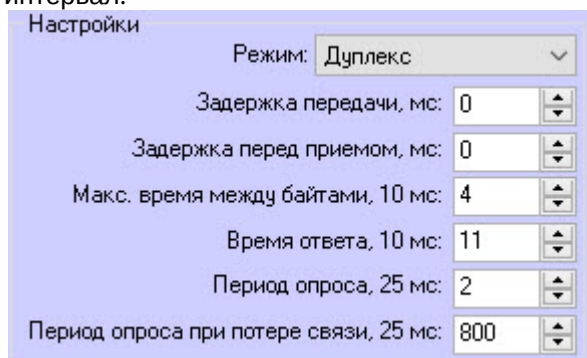 интервал.
Настройки
Режим: Дуплекс
Задержка передачи, мс: 0
Задержка перед приемом, мс: 0
Макс. время между байтами, 10 мс: 4
Время ответа, 10 мс: 11
Период опроса, 25 мс: 2
Период опроса при потере связи, 25 мс: 800